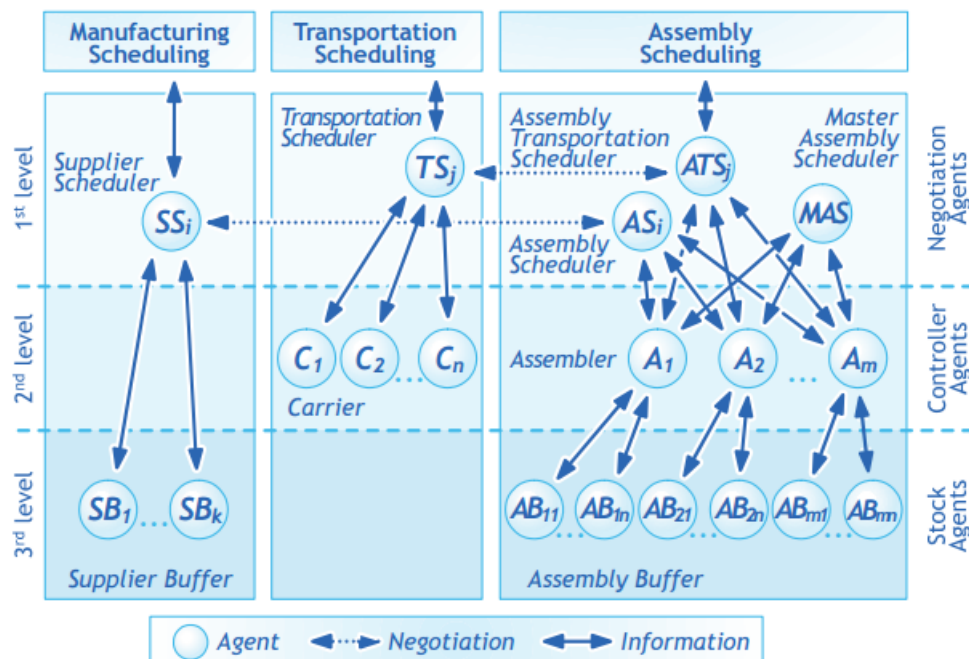 Manufacturing
Scheduling
Transportation
Scheduling
Assembly
Scheduling
1st level
2nd level
3rd level
Supplier
Scheduler
SSi
SB1
...
SBk
Supplier Buffer
Transportation
Scheduler
TSj
C1
C2
...
Cn
Carrier
Assembly
Transportation
Scheduler
ATSj
Master
Assembly
Scheduler
MAS
ASi
Assembly
Scheduler
Assembler
A1
A2
...
Am
AB11
...
AB1n
AB21
...
AB2n
ABm1
...
ABmn
Assembly Buffer
Negotiation
Agents
Controller
Agents
Stock
Agents
Agent
Negotiation
Information